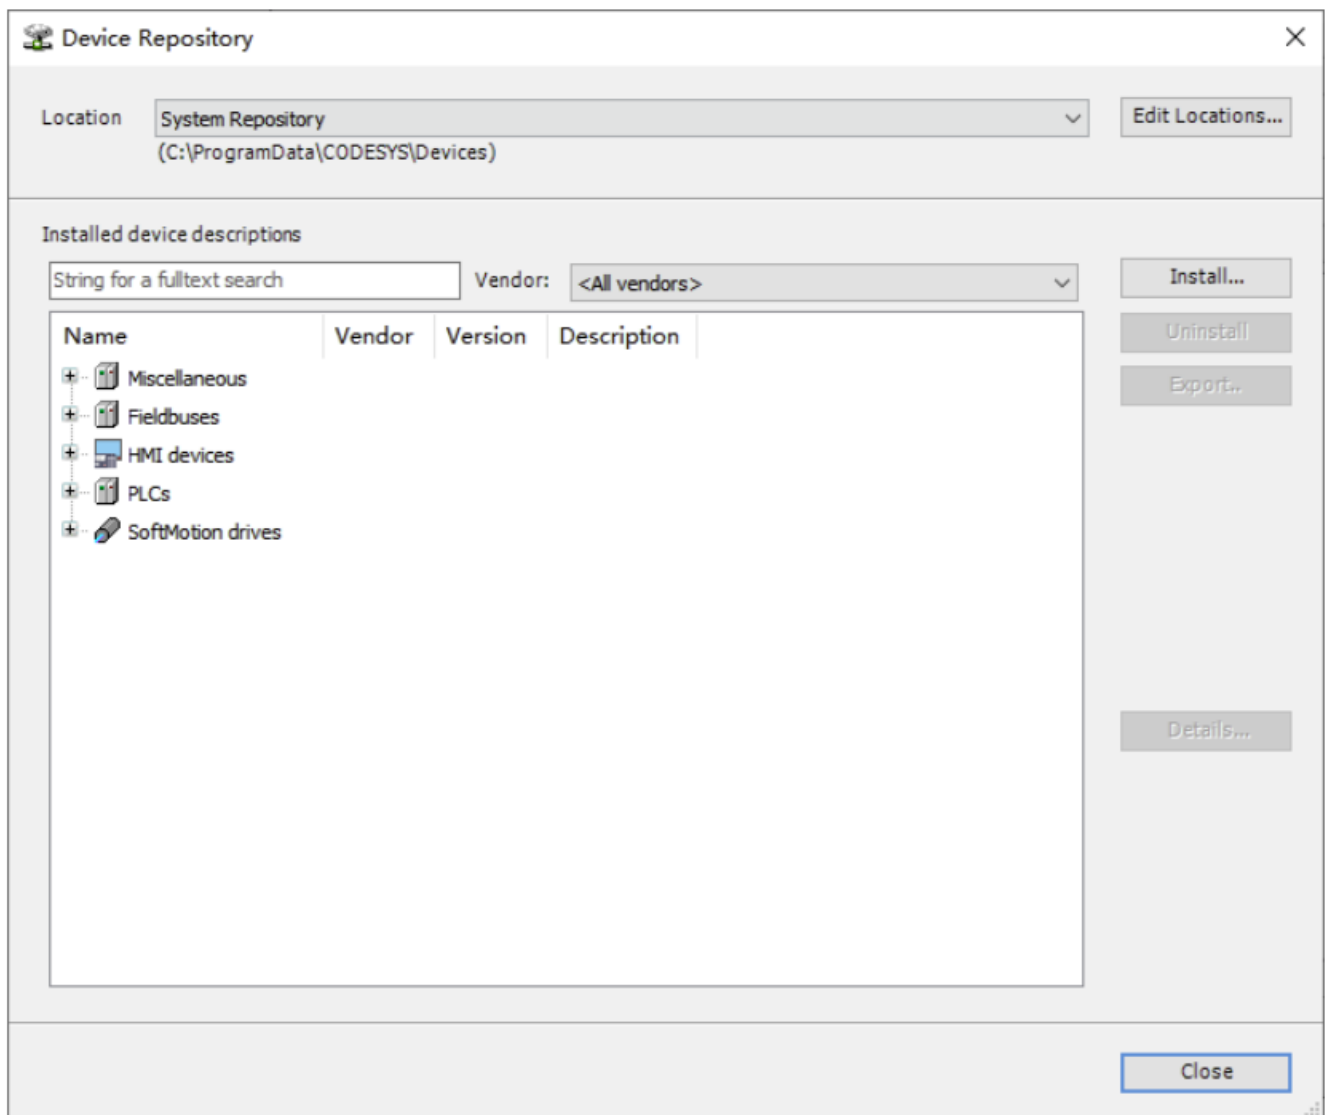 Device Repository
Location System Repository Edit Locations...
(C:\ProgramData\CODESYS\Devices)
Installed device descriptions
String for a fulltext search Vendor: <All vendors> Install...
Name Vendor Version Description Uninstall
Miscellaneous Export..
Fieldbuses
HMI devices
PLCs
SoftMotion drives
Details...
Close